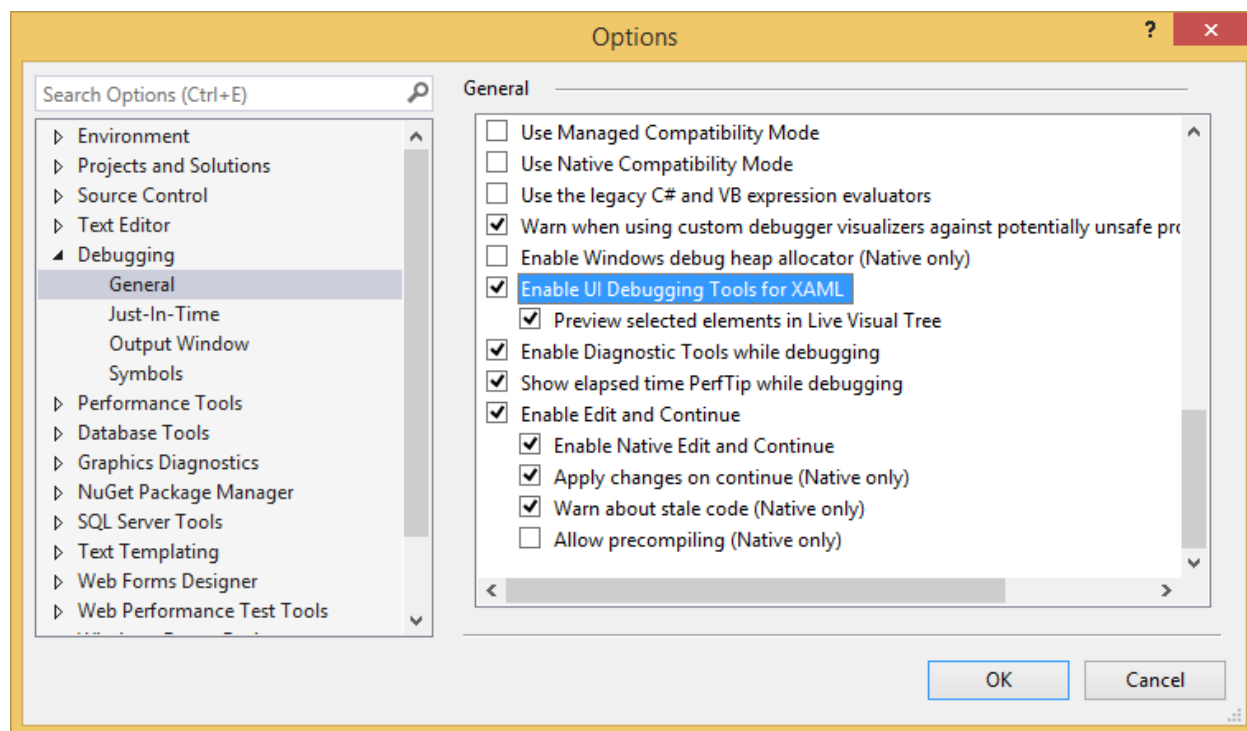 Options
?
Search Options (Ctrl+E)
Environment
Projects and Solutions
Source Control
Text Editor
Debugging
General
Just-In-Time
Output Window
Symbols
Performance Tools
Database Tools
Graphics Diagnostics
NuGet Package Manager
SQL Server Tools
Text Templating
Web Forms Designer
Web Performance Test Tools
General
Use Managed Compatibility Mode
Use Native Compatibility Mode
Use the legacy C# and VB expression evaluators
Warn when using custom debugger visualizers against potentially unsafe
Enable Windows debug heap allocator (Native only)
Enable UI Debugging Tools for XAML
Preview selected elements in Live Visual Tree
Enable Diagnostic Tools while debugging
Show elapsed time PerfTip while debugging
Enable Edit and Continue
Enable Native Edit and Continue
Apply changes on continue (Native only)
Warn about stale code (Native only)
Allow precompiling (Native only)
OK
Cancel